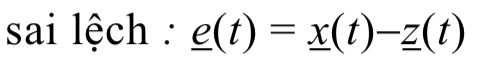 sai lệch : e̲(t) = x̲(t)–z̲(t)